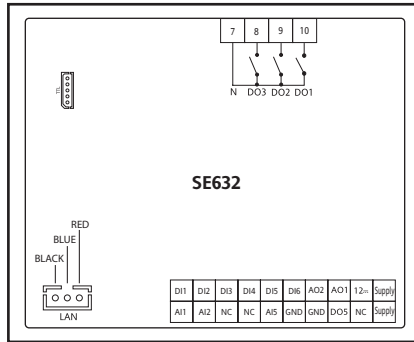 7 8 9 10
N DO3 DO2 DO1
TTL
SE632
RED
BLUE
BLACK
LAN
DI1 DI2 DI3 DI4 DI5 DI6 AO2 AO1 12⎓ Supply
AI1 AI2 NC NC AI5 GND GND DO5 NC Supply